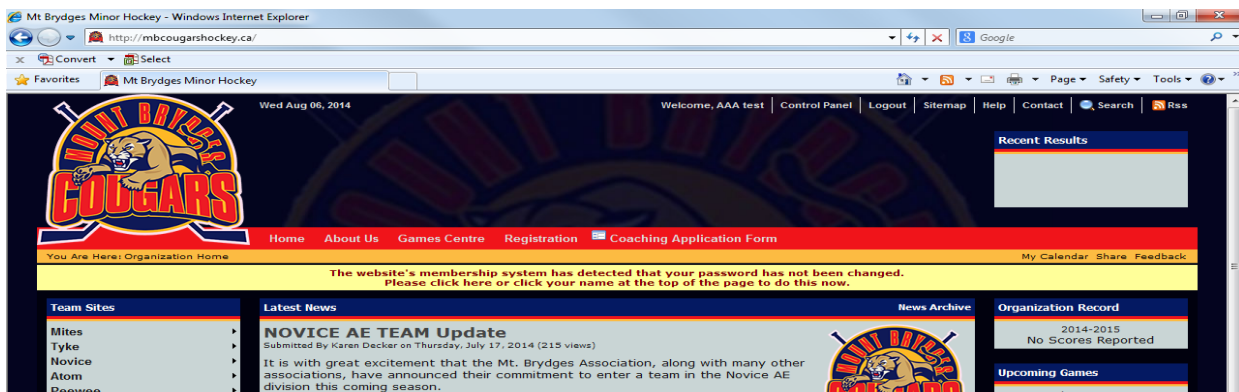 Mt Brydges Minor Hockey - Windows Internet Explorer
http://mbcougarshockey.ca/
Google
Convert Select
Favorites Mt Brydges Minor Hockey Page Safety Tools
MOUNT BRYDGES
COUGARS
Wed Aug 06, 2014
Welcome, AAA test | Control Panel | Logout | Sitemap | Help | Contact | Search | Rss
Recent Results
Home About Us Games Centre Registration Coaching Application Form
You Are Here: Organization Home
My Calendar Share Feedback
The website's membership system has detected that your password has not been changed.
Please click here or click your name at the top of the page to do this now.
Team Sites
Mites
Tyke
Novice
Atom
Peewee
Latest News
News Archive
NOVICE AE TEAM Update
Submitted By Karen Decker on Thursday, July 17, 2014 (215 views)
It is with great excitement that the Mt. Brydges Association, along with many other
associations, have announced their commitment to enter a team in the Novice AE
division this coming season.
MOUNT BRYDGES
COUGARS
Organization Record
2014-2015
No Scores Reported
Upcoming Games